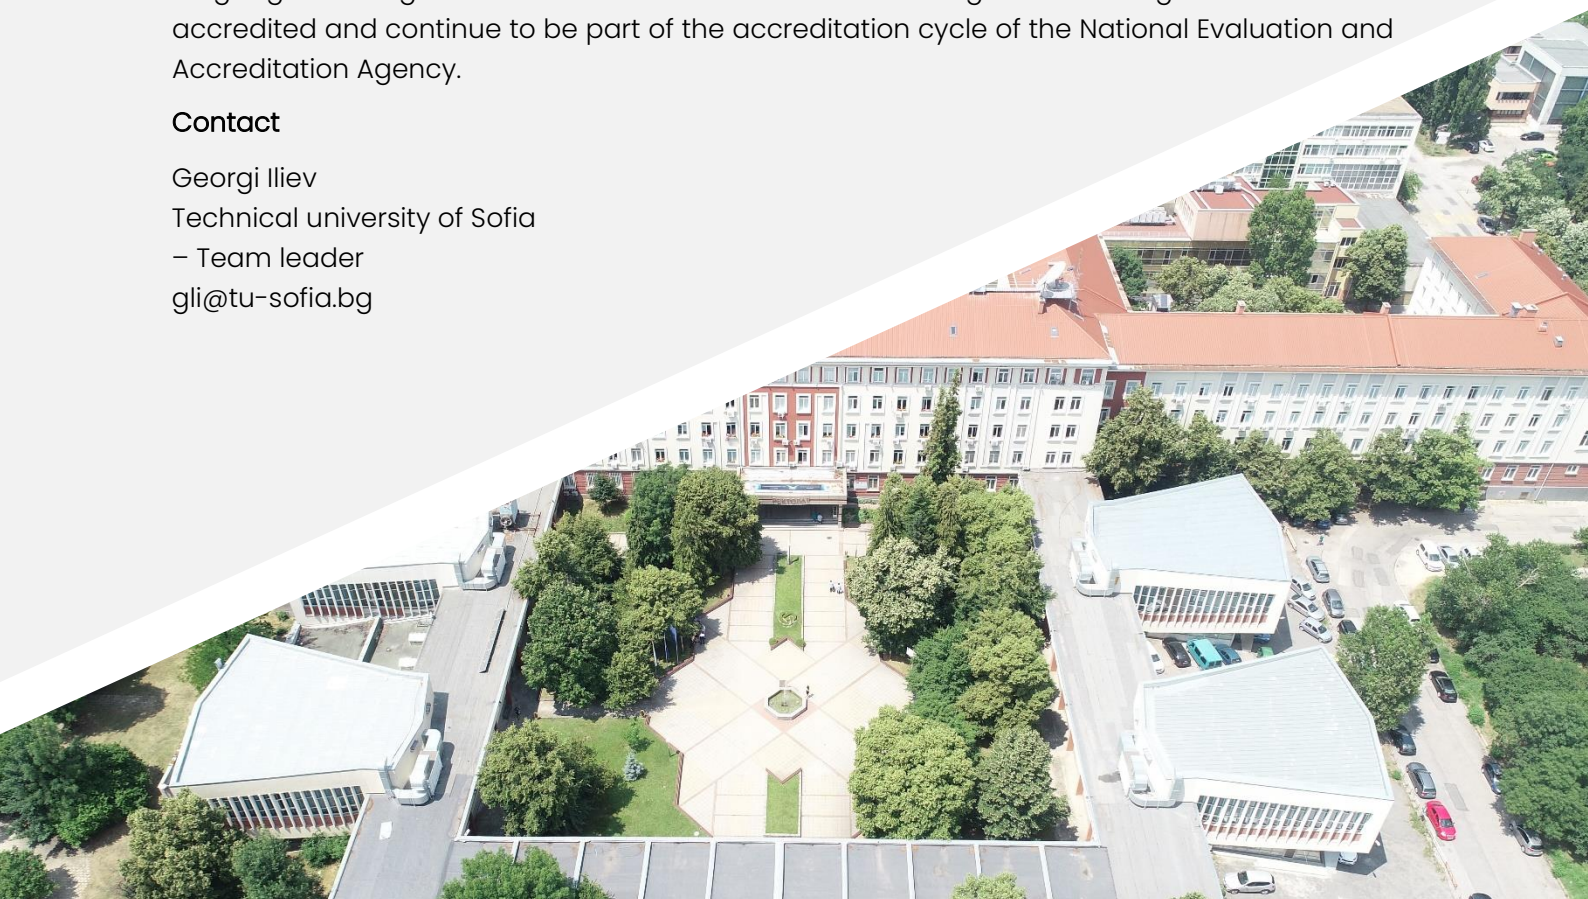 accredited and continue to be part of the accreditation cycle of the National Evaluation and
Accreditation Agency.
Contact
Georgi Iliev
Technical university of Sofia
– Team leader
gli@tu-sofia.bg